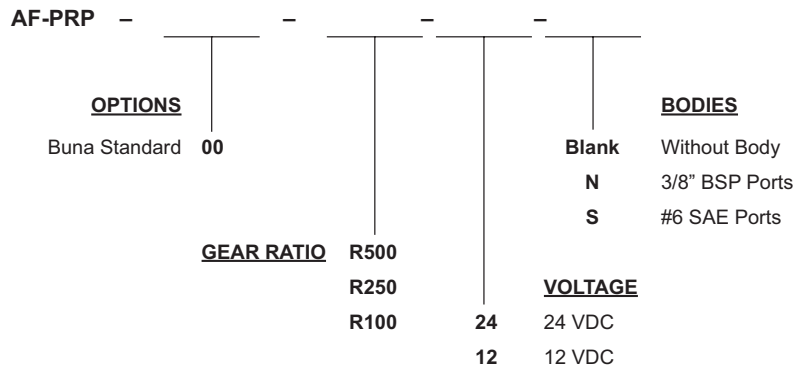 AF-PRP – – – –
OPTIONS
Buna Standard 00
GEAR RATIO R500
R250
R100
24 24 VDC
12 12 VDC
VOLTAGE
BODIES
Blank Without Body
N 3/8” BSP Ports
S #6 SAE Ports